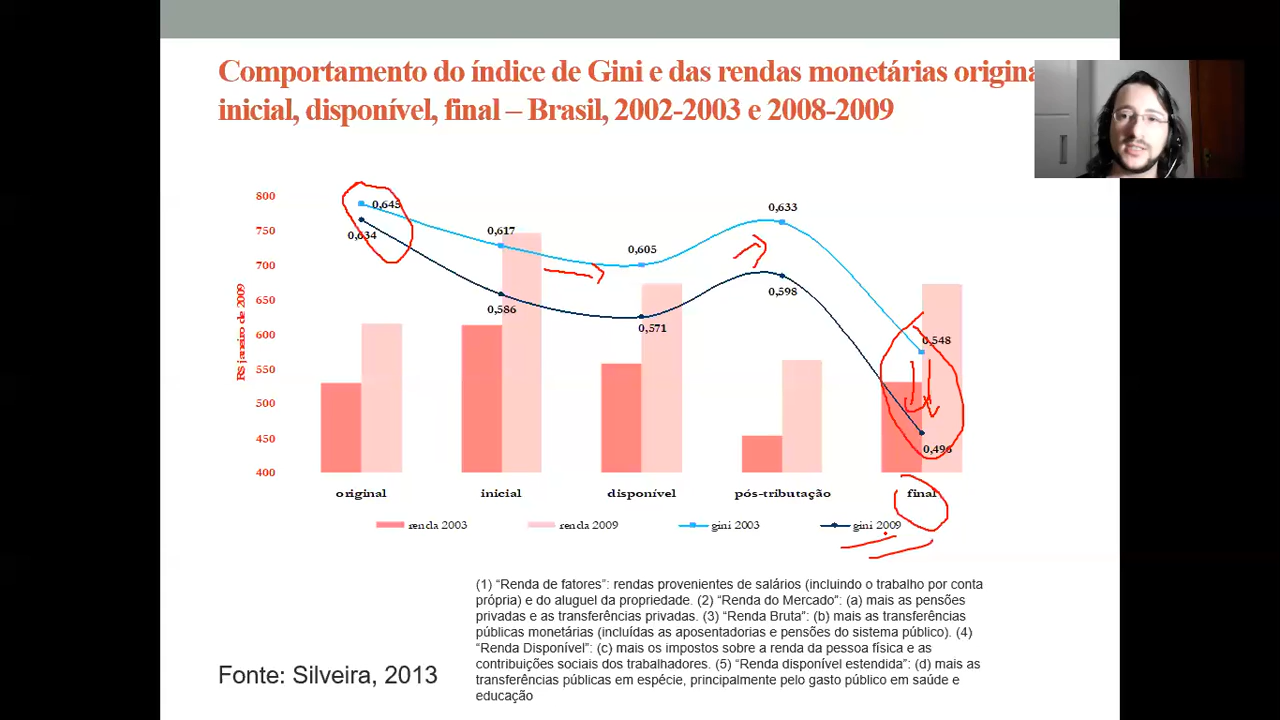 Comportamento do índice de Gini e das rendas monetárias
inicial, disponível, final – Brasil, 2002-2003 e 2008-2009
R$ janeiro de 2009
800
750
700
650
600
550
500
450
400
0,645
0,634
0,617
0,586
0,605
0,571
0,633
0,598
0,548
0,496
original
inicial
disponível
pós-tributação
final
renda 2003
renda 2009
gini 2003
gini 2009
(1) “Renda de fatores”: rendas provenientes de salários (incluindo o trabalho por conta
própria) e do aluguel da propriedade. (2) “Renda do Mercado”: (a) mais as pensões
privadas e as transferências privadas. (3) “Renda Bruta”: (b) mais as transferências
públicas monetárias (incluídas as aposentadorias e pensões do sistema público). (4)
“Renda Disponível”: (c) mais os impostos sobre a renda da pessoa física e as
contribuições sociais dos trabalhadores. (5) “Renda disponível estendida”: (d) mais as
transferências públicas em espécie, principalmente pelo gasto público em saúde e
educação
Fonte: Silveira, 2013